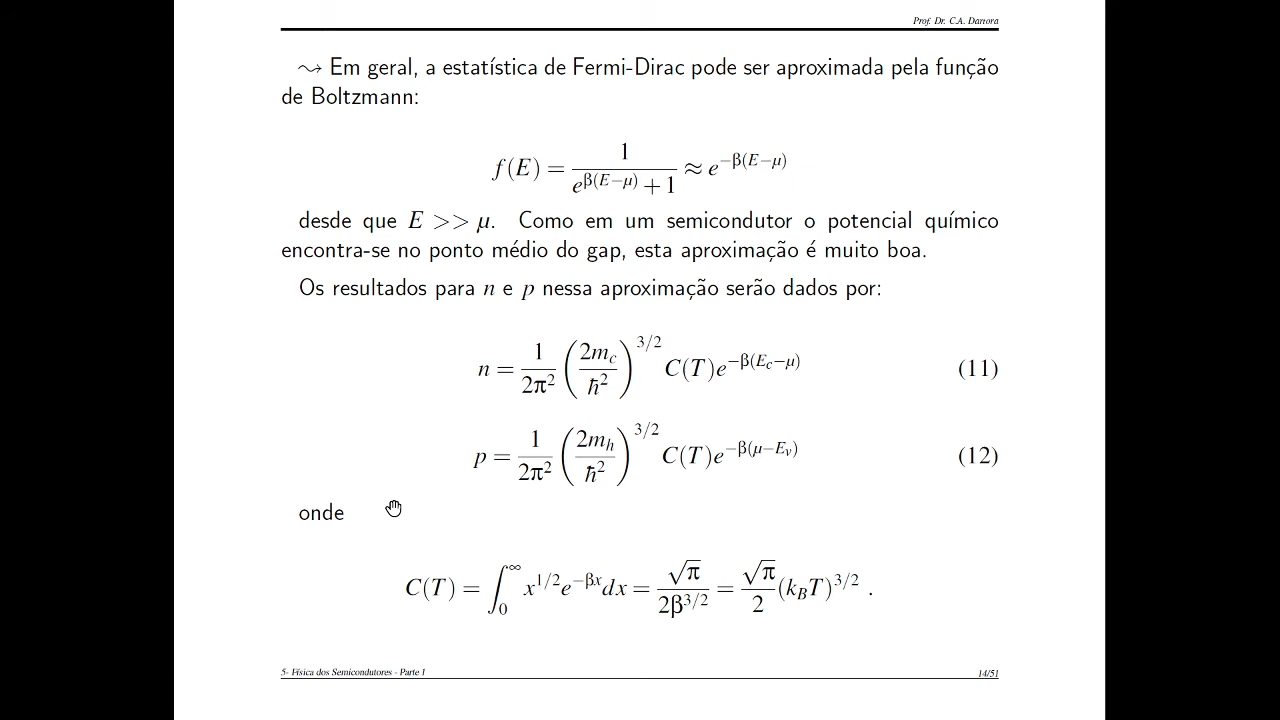 Prof. Dr. C.A. Dartora
⇝ Em geral, a estatística de Fermi-Dirac pode ser aproximada pela função
de Boltzmann:
f(E) = 1/(e^{β(E−μ)} + 1) ≈ e^{−β(E−μ)}
desde que E >> μ. Como em um semicondutor o potencial químico
encontra-se no ponto médio do gap, esta aproximação é muito boa.
Os resultados para n e p nessa aproximação serão dados por:
n = 1/(2π²) (2m_c/ħ²)^{3/2} C(T)e^{−β(E_c−μ)} (11)
p = 1/(2π²) (2m_h/ħ²)^{3/2} C(T)e^{−β(μ−E_v)} (12)
onde
C(T) = ∫_0^∞ x^{1/2}e^{−βx}dx = √π/(2β^{3/2}) = √π/2 (k_BT)^{3/2} .
5- Física dos Semicondutores - Parte 1
14/51